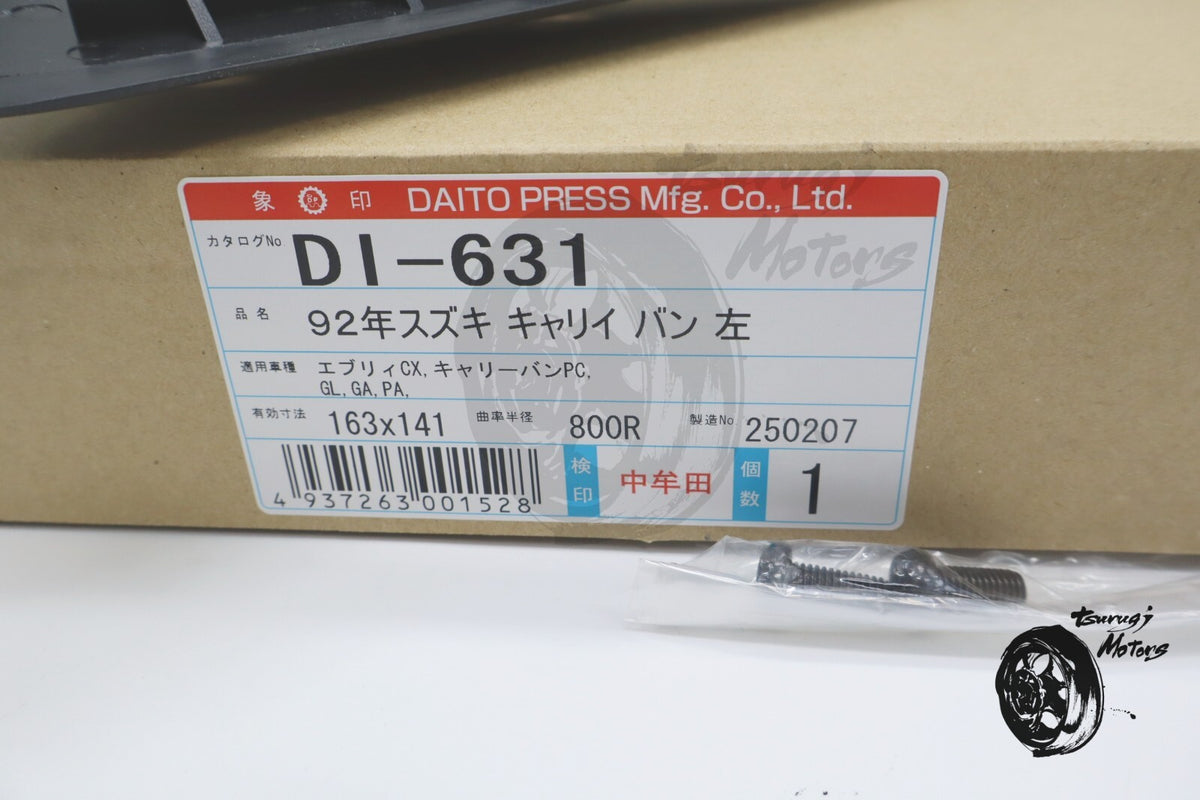 象 DP 印 DAITO PRESS Mfg. Co., Ltd.
カタログNo DI-631
品名 92年スズキ キャリイ バン 左
適用車種 エブリィCX,キャリーバンPC,
GL,GA,PA,
有効寸法 163x141 曲率半径 800R 製造No 250207
4 937263 001528
検印 中牟田 個数 1
Tsurugi
Motors
Tsurugi
Motors